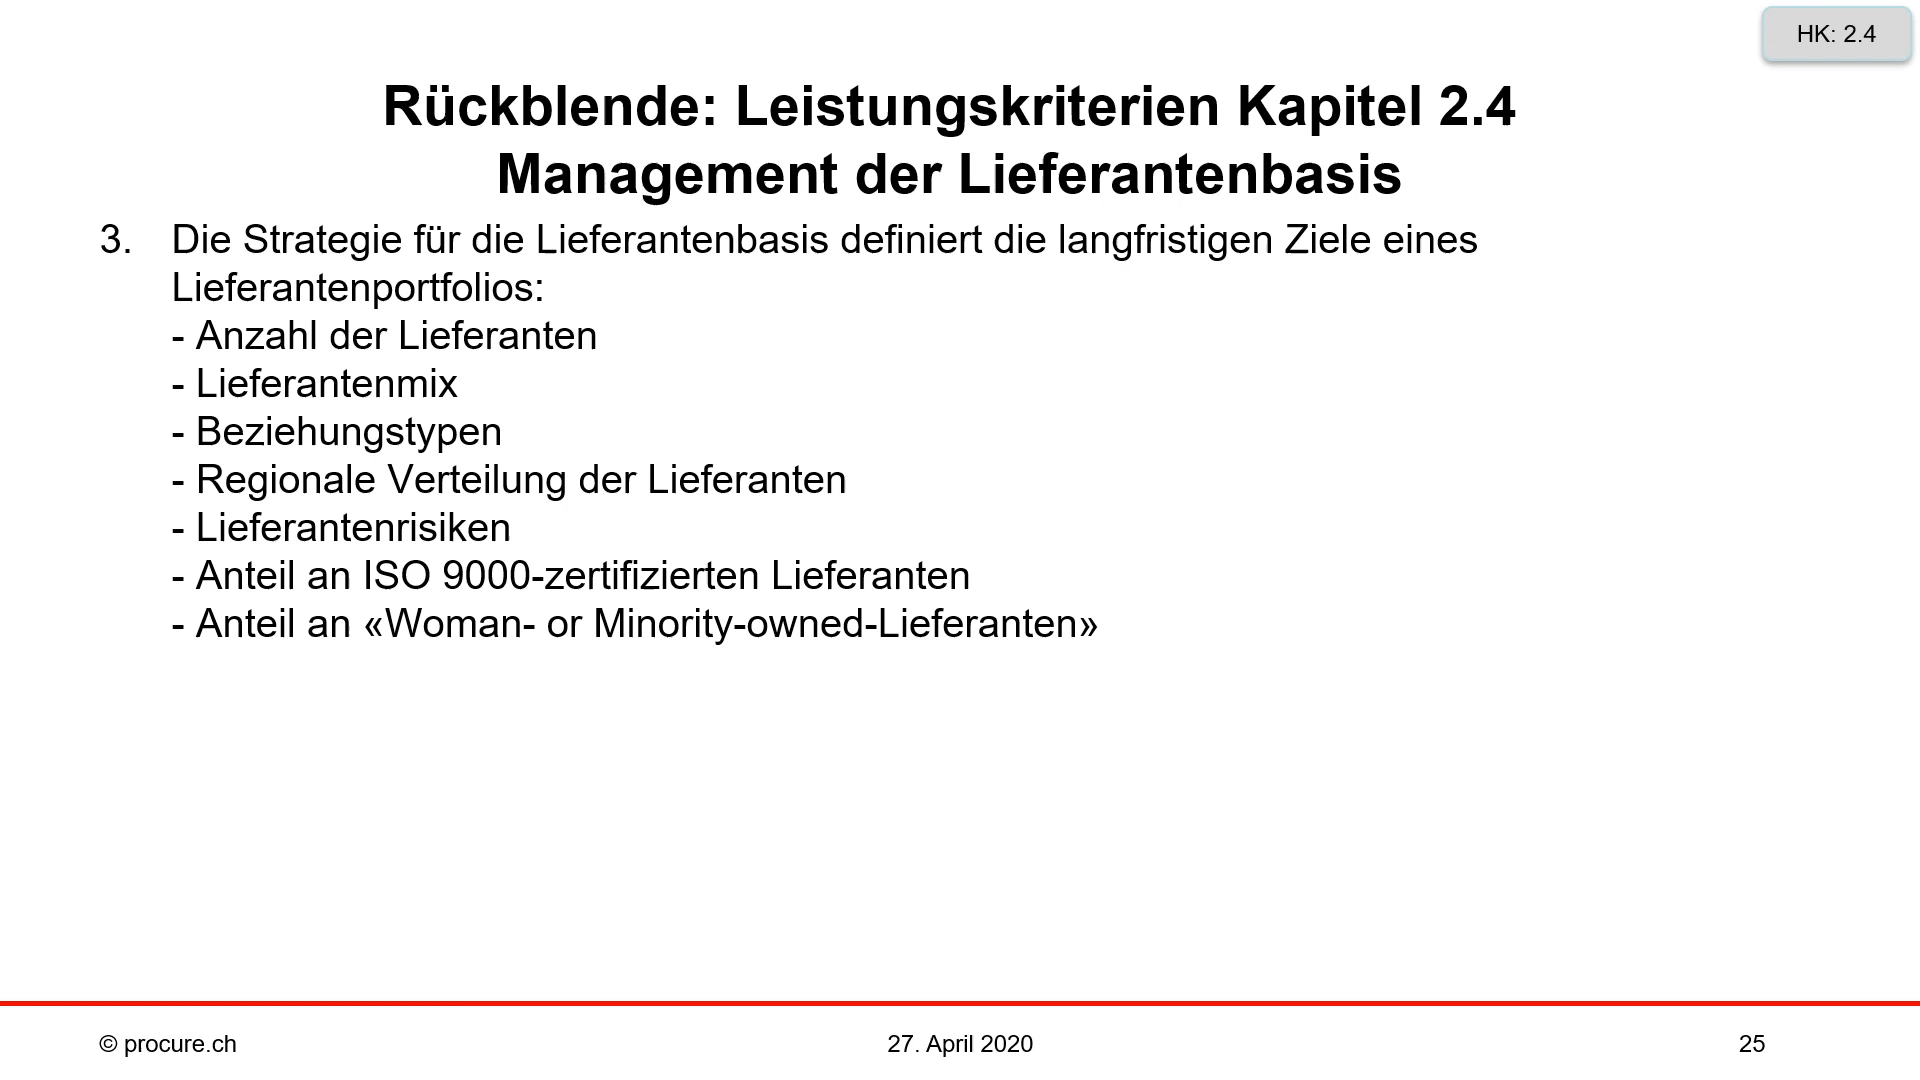 HK: 2.4
Rückblende: Leistungskriterien Kapitel 2.4
Management der Lieferantenbasis
3. Die Strategie für die Lieferantenbasis definiert die langfristigen Ziele eines
Lieferantenportfolios:
- Anzahl der Lieferanten
- Lieferantenmix
- Beziehungstypen
- Regionale Verteilung der Lieferanten
- Lieferantenrisiken
- Anteil an ISO 9000-zertifizierten Lieferanten
- Anteil an «Woman- or Minority-owned-Lieferanten»
© procure.ch
27. April 2020
25